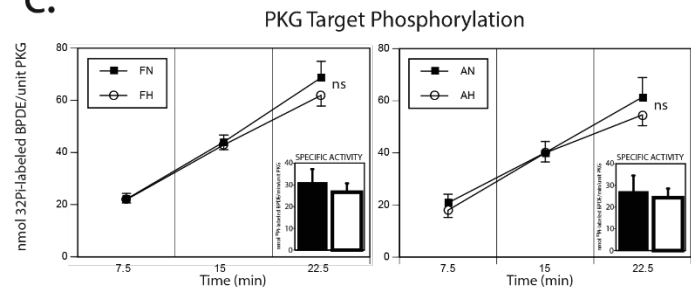 C.
PKG Target Phosphorylation
nmol 32Pi-labeled BPDE/unit PKG
80
60
40
20
0
FN
FH
ns
SPECIFIC ACTIVITY
40
30
20
10
0
7.5
15
22.5
Time (min)
80
60
40
20
0
AN
AH
ns
SPECIFIC ACTIVITY
40
30
20
10
0
7.5
15
22.5
Time (min)